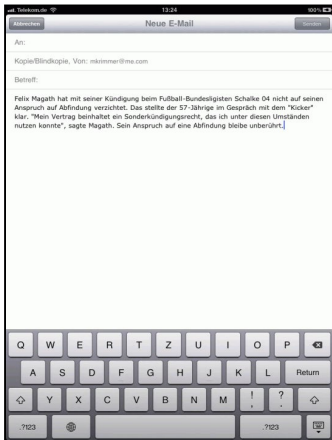 Telekom.de 13:24 100%
Abbrechen Neue E-Mail Senden
An:
Kopie/Blindkopie, Von: mkrimmer@me.com
Betreff:
Felix Magath hat mit seiner Kündigung beim Fußball-Bundesligisten Schalke 04 nicht auf seinen
Anspruch auf Abfindung verzichtet. Das stellte der 57-Jährige im Gespräch mit dem "Kicker"
klar. "Mein Vertrag beinhaltet ein Sonderkündigungsrecht, das ich unter diesen Umständen
nutzen konnte", sagte Magath. Sein Anspruch auf eine Abfindung bleibe unberührt.
Q W E R T Z U I O P
A S D F G H J K L Return
Y X C V B N M ! , ? .
.?123 .?123